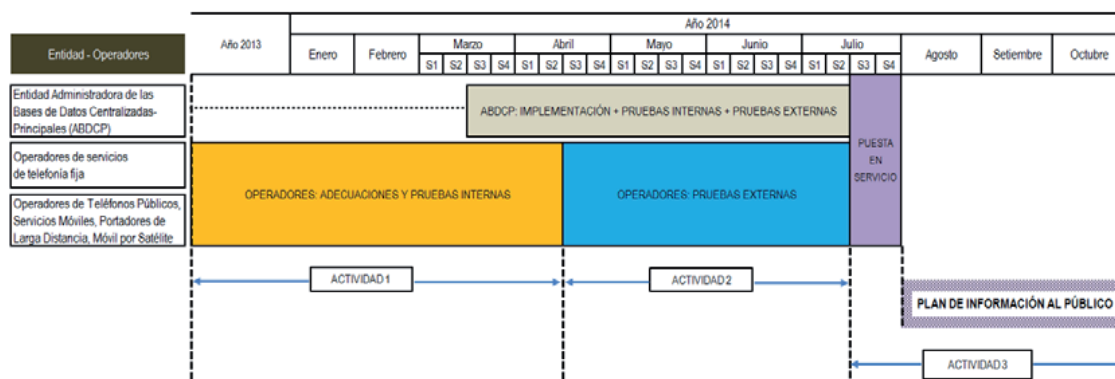 Año 2014
Entidad - Operadores
Año 2013
Enero
Febrero
Marzo
Abril
Mayo
Junio
Julio
Agosto
Setiembre
Octubre
S1 S2 S3 S4 S1 S2 S3 S4 S1 S2 S3 S4 S1 S2 S3 S4 S1 S2 S3 S4
Entidad Administradora de las
Bases de Datos Centralizadas-
Principales (ABDCP)
ABDCP: IMPLEMENTACIÓN + PRUEBAS INTERNAS + PRUEBAS EXTERNAS
Operadores de servicios
de telefonía fija
Operadores de Teléfonos Públicos,
Servicios Móviles, Portadores de
Larga Distancia, Móvil por Satélite
OPERADORES: ADECUACIONES Y PRUEBAS INTERNAS
OPERADORES: PRUEBAS EXTERNAS
PUESTA
EN
SERVICIO
ACTIVIDAD 1
ACTIVIDAD 2
PLAN DE INFORMACIÓN AL PÚBLICO
ACTIVIDAD 3